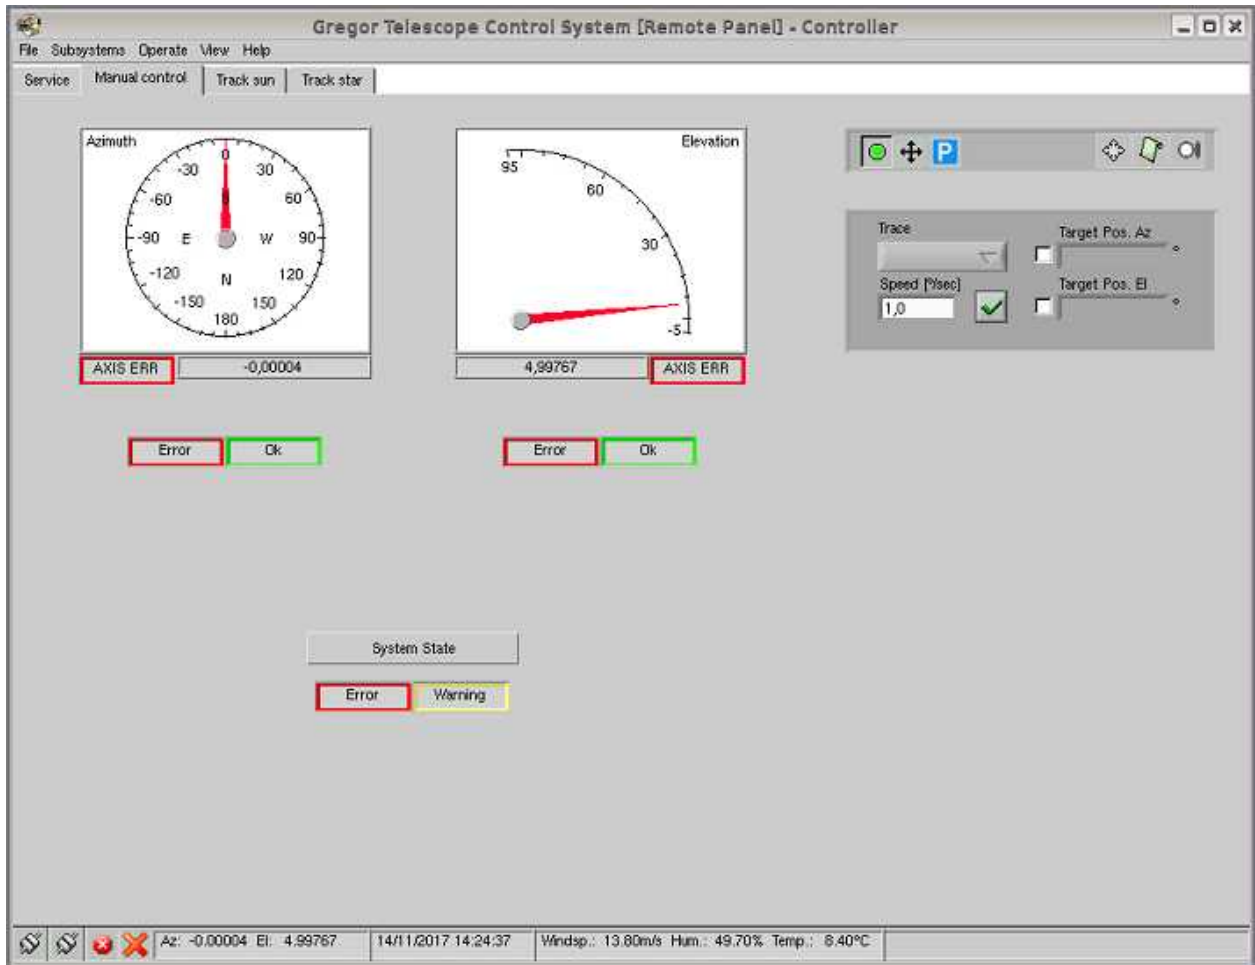 Gregor Telescope Control System [Remote Panel] - Controller
File Subsystems Operate View Help
Service Manual control Track sun Track star
Azimuth
0
-30 30
-60 S 60
-90 E W 90
-120 N 120
-150 150
180
AXIS ERR -0,00004
Error Ok
Elevation
95
60
30
-5
4,99767 AXIS ERR
Error Ok
P
Trace
Target Pos. Az
°
Speed [°/sec]
1,0
Target Pos. El
°
System State
Error Warning
Az: -0.00004 El: 4.99767 14/11/2017 14:24:37 Windsp.: 13.80m/s Hum.: 49.70% Temp.: 8.40°C